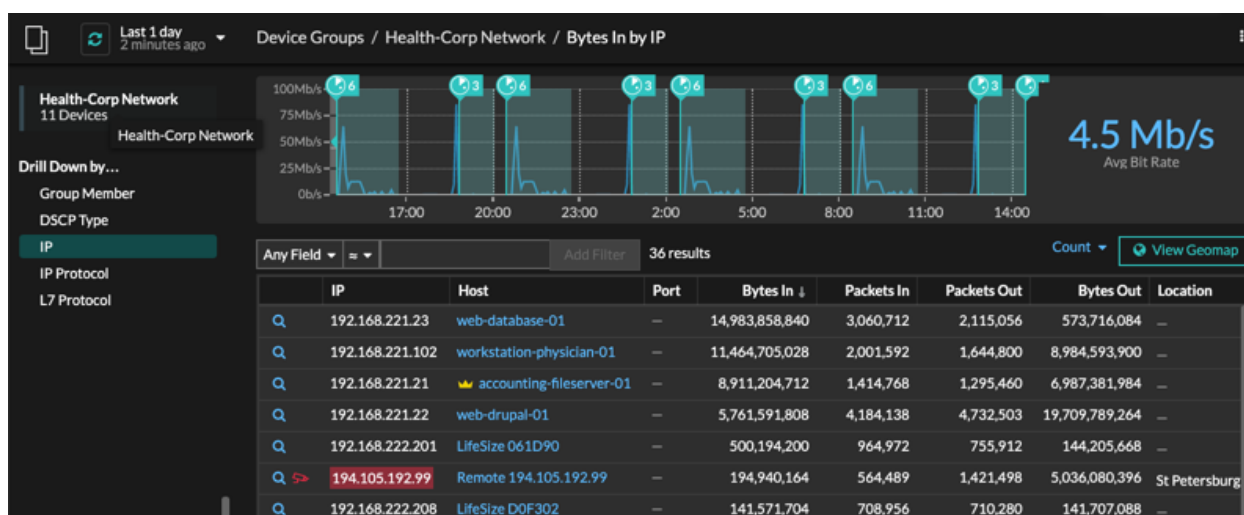 Last 1 day
2 minutes ago
Device Groups / Health-Corp Network / Bytes In by IP
Health-Corp Network
11 Devices
Health-Corp Network
Drill Down by...
Group Member
DSCP Type
IP
IP Protocol
L7 Protocol
100Mb/s
75Mb/s
50Mb/s
25Mb/s
0b/s
6 3 6 3 6 3 6 3
17:00 20:00 23:00 2:00 5:00 8:00 11:00 14:00
4.5 Mb/s
Avg Bit Rate
Any Field ≈ Add Filter 36 results Count View Geomap
IP Host Port Bytes In ↓ Packets In Packets Out Bytes Out Location
192.168.221.23 web-database-01 — 14,983,858,840 3,060,712 2,115,056 573,716,084 —
192.168.221.102 workstation-physician-01 — 11,464,705,028 2,001,592 1,644,800 8,984,593,900 —
192.168.221.21 accounting-fileserver-01 — 8,911,204,712 1,414,768 1,295,460 6,987,381,984 —
192.168.221.22 web-drupal-01 — 5,761,591,808 4,184,138 4,732,503 19,709,789,264 —
192.168.222.201 LifeSize 061D90 — 500,194,200 964,972 755,912 144,205,668 —
194.105.192.99 Remote 194.105.192.99 — 194,940,164 564,489 1,421,498 5,036,080,396 St Petersburg
192.168.222.208 LifeSize D0F302 — 141,571,704 708,956 710,280 141,707,088 —